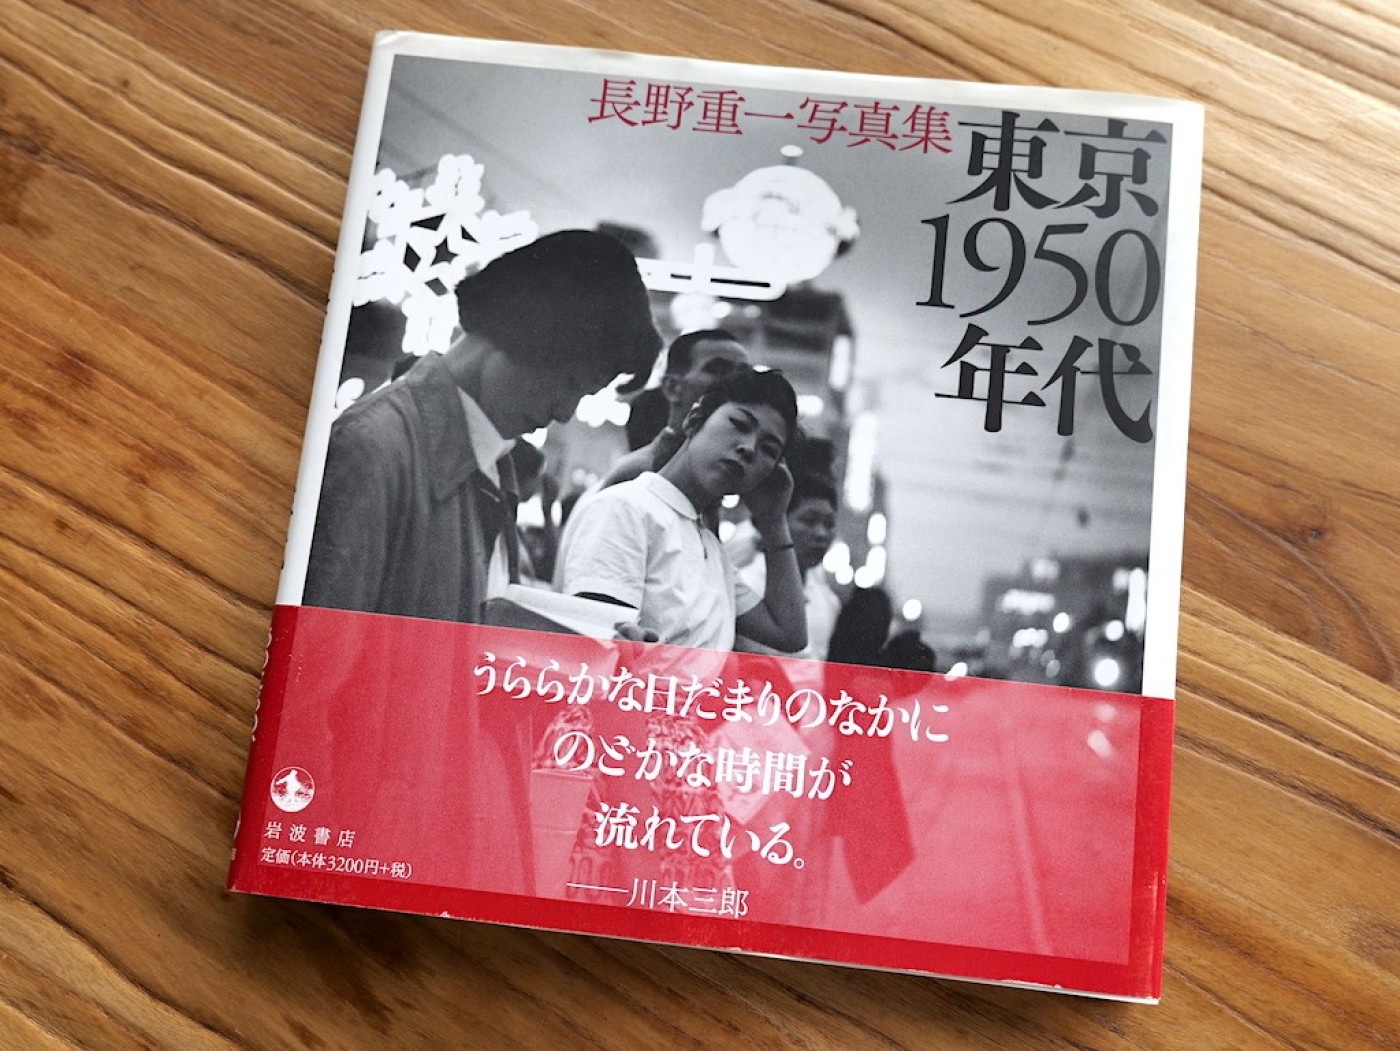 長野重一写真集
東京
1950
年代
うららかな日だまりのなかに
のどかな時間が
流れている。
——川本三郎
岩波書店
定価(本体3200円+税)